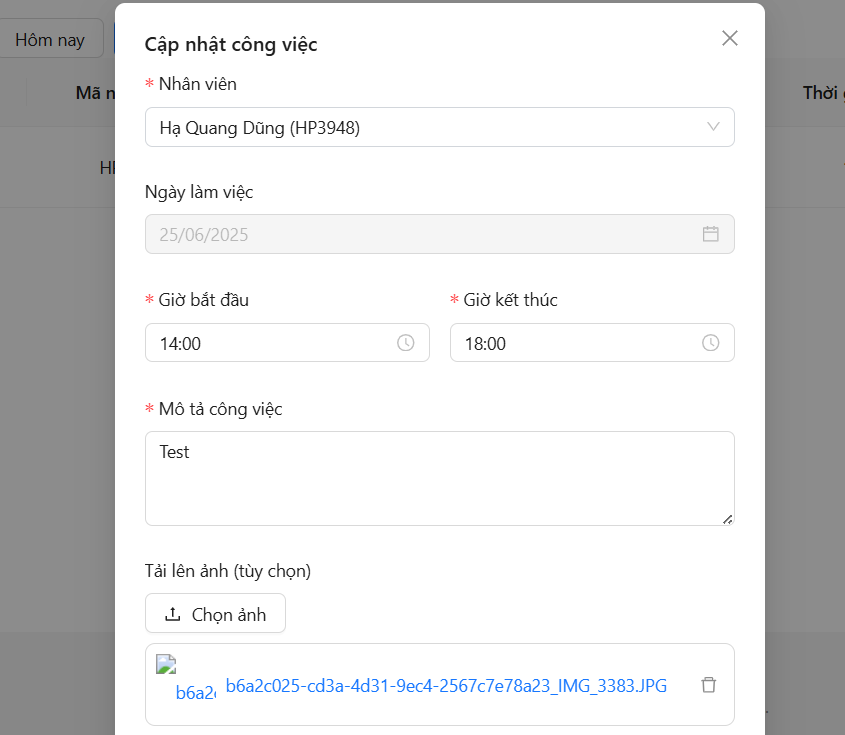 Hôm nay
Cập nhật công việc
Mã n
Thời
* Nhân viên
Hạ Quang Dũng (HP3948)
Ngày làm việc
25/06/2025
* Giờ bắt đầu
* Giờ kết thúc
14:00
18:00
* Mô tả công việc
Test
Tải lên ảnh (tùy chọn)
Chọn ảnh
b6a2c
b6a2c025-cd3a-4d31-9ec4-2567c7e78a23_IMG_3383.JPG